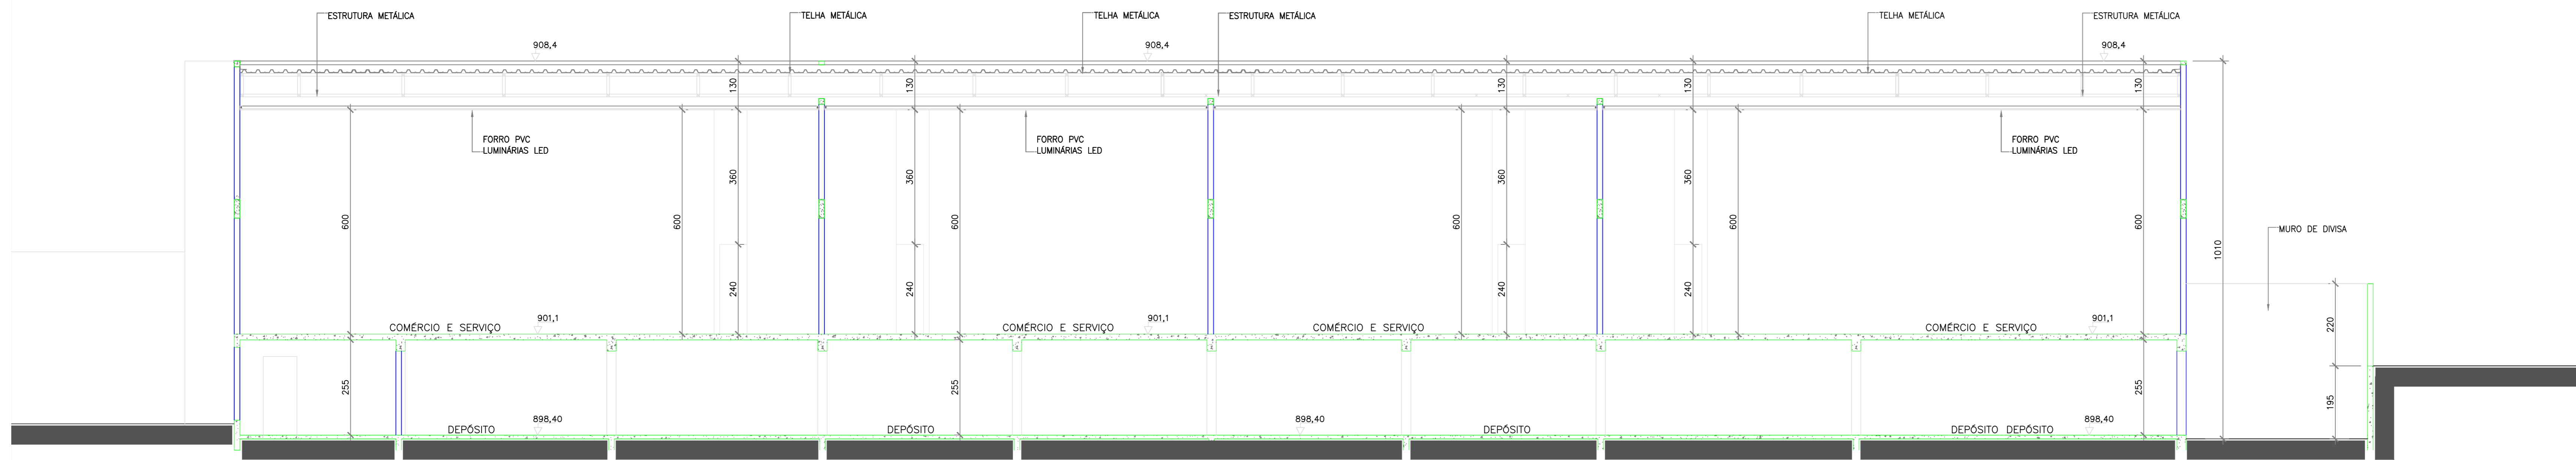 ESTRUTURA METÁLICA
TELHA METÁLICA
TELHA METÁLICA
ESTRUTURA METÁLICA
TELHA METÁLICA
ESTRUTURA METÁLICA
908,4
908,4
908,4
130
130
130
130
130
FORRO PVC
LUMINÁRIAS LED
FORRO PVC
LUMINÁRIAS LED
FORRO PVC
LUMINÁRIAS LED
360
360
360
360
600
600
600
600
600
600
1010
MURO DE DIVISA
240
240
240
240
220
COMÉRCIO E SERVIÇO
901,1
COMÉRCIO E SERVIÇO
901,1
COMÉRCIO E SERVIÇO
COMÉRCIO E SERVIÇO
901,1
255
255
255
195
DEPÓSITO
898,40
DEPÓSITO
898,40
DEPÓSITO
DEPÓSITO
DEPÓSITO
898,40